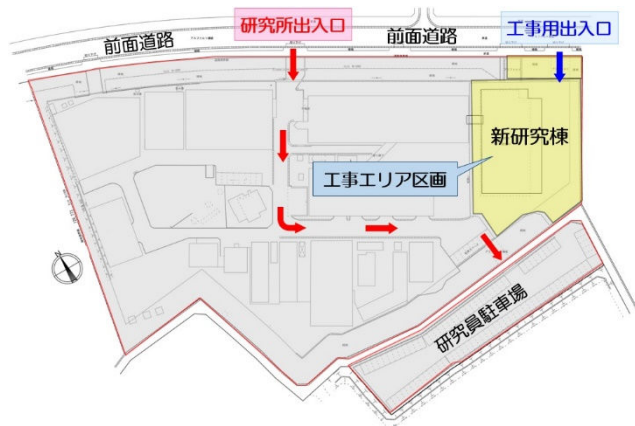 研究所出入口
工事用出入口
前面道路
前面道路
新研究棟
工事エリア区画
研究員駐車場